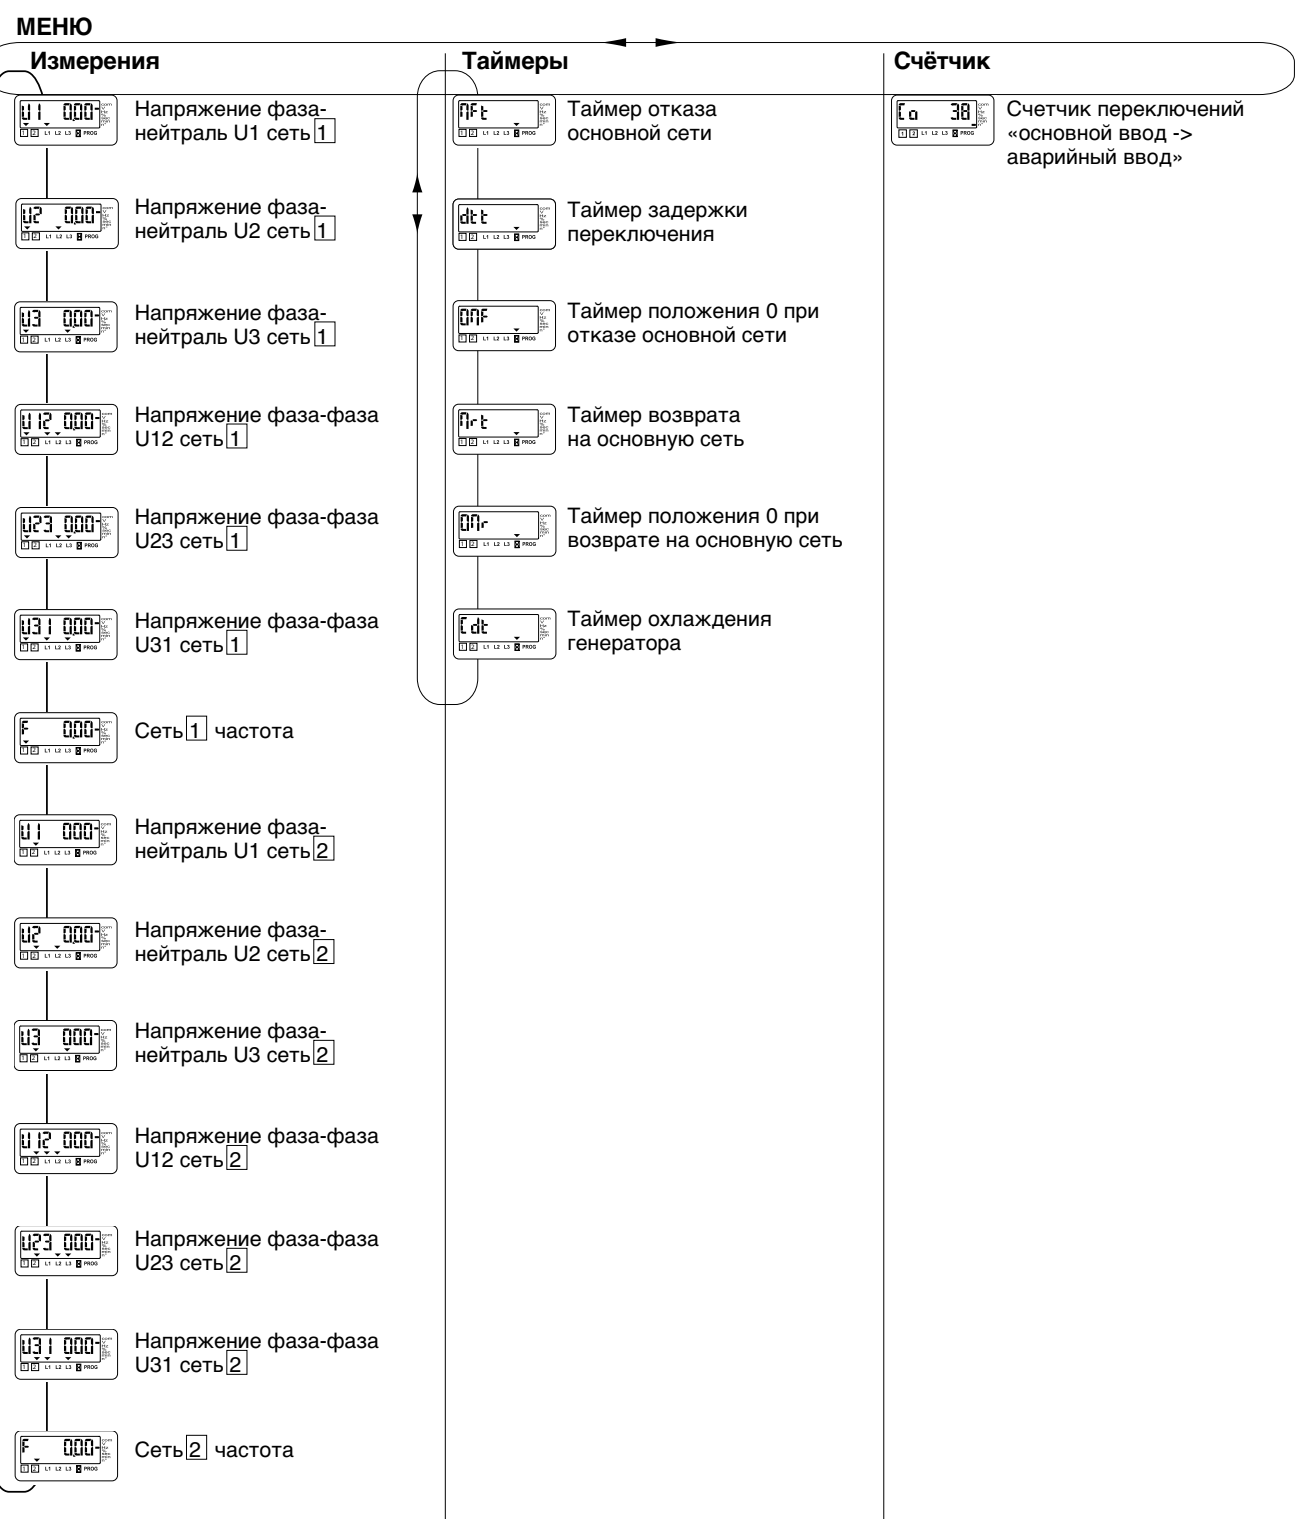 МЕНЮ
Измерения
Напряжение фаза-
нейтраль U1 сеть 1
Напряжение фаза-
нейтраль U2 сеть 1
Напряжение фаза-
нейтраль U3 сеть 1
Напряжение фаза-фаза
U12 сеть 1
Напряжение фаза-фаза
U23 сеть 1
Напряжение фаза-фаза
U31 сеть 1
Сеть 1 частота
Напряжение фаза-
нейтраль U1 сеть 2
Напряжение фаза-
нейтраль U2 сеть 2
Напряжение фаза-
нейтраль U3 сеть 2
Напряжение фаза-фаза
U12 сеть 2
Напряжение фаза-фаза
U23 сеть 2
Напряжение фаза-фаза
U31 сеть 2
Сеть 2 частота
Таймеры
Таймер отказа
основной сети
Таймер задержки
переключения
Таймер положения 0 при
отказе основной сети
Таймер возврата
на основную сеть
Таймер положения 0 при
возврате на основную сеть
Таймер охлаждения
генератора
Счётчик
Счетчик переключений
«основной ввод ->
аварийный ввод»